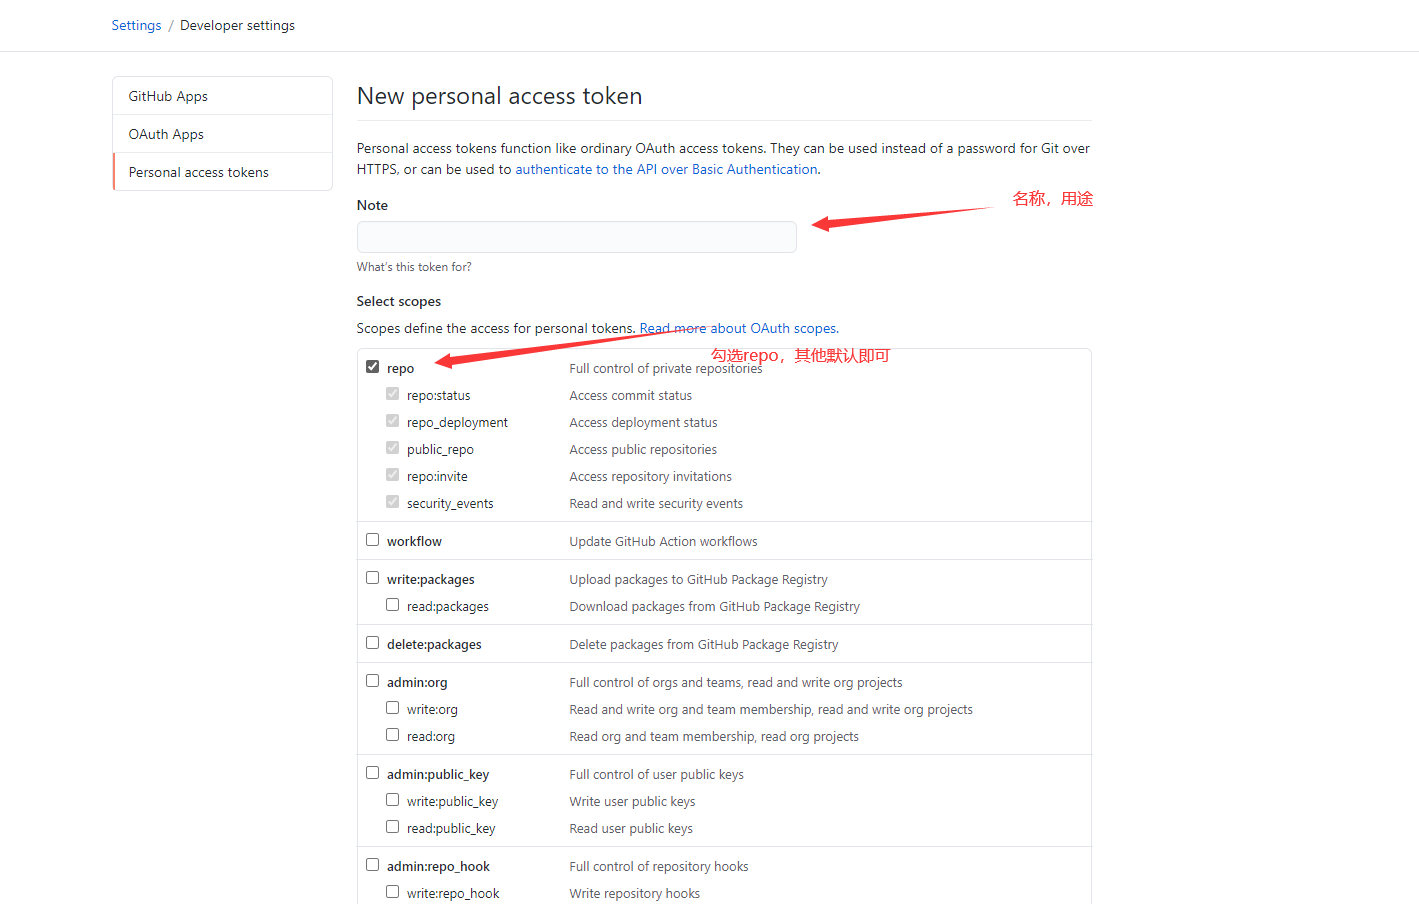 Settings / Developer settings
GitHub Apps
OAuth Apps
Personal access tokens
New personal access token
Personal access tokens function like ordinary OAuth access tokens. They can be used instead of a password for Git over
HTTPS, or can be used to authenticate to the API over Basic Authentication.
Note
名称，用途
What's this token for?
Select scopes
Scopes define the access for personal tokens. Read more about OAuth scopes.
勾选repo，其他默认即可
repo Full control of private repositories
repo:status Access commit status
repo_deployment Access deployment status
public_repo Access public repositories
repo:invite Access repository invitations
security_events Read and write security events
workflow Update GitHub Action workflows
write:packages Upload packages to GitHub Package Registry
read:packages Download packages from GitHub Package Registry
delete:packages Delete packages from GitHub Package Registry
admin:org Full control of orgs and teams, read and write org projects
write:org Read and write org and team membership, read and write org projects
read:org Read org and team membership, read org projects
admin:public_key Full control of user public keys
write:public_key Write user public keys
read:public_key Read user public keys
admin:repo_hook Full control of repository hooks
write:repo_hook Write repository hooks